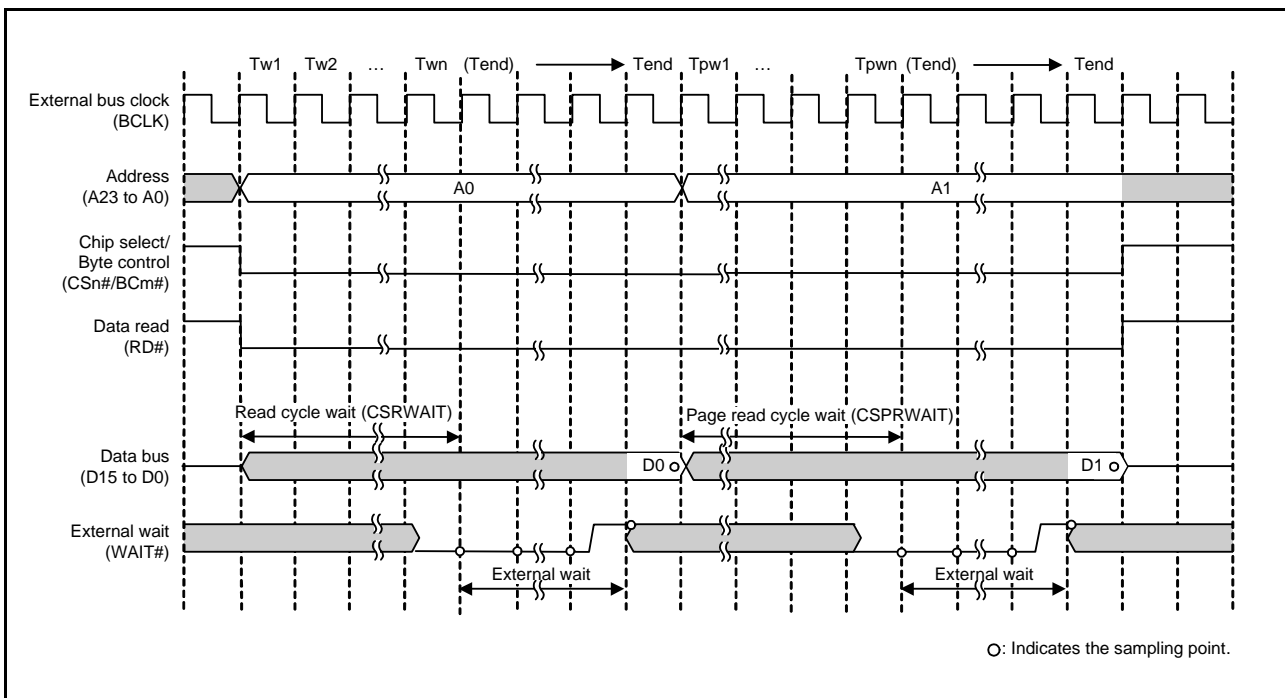 Tw1 Tw2 … Twn (Tend) Tend Tpw1 … Tpwn (Tend) Tend
External bus clock
(BCLK)
Address
(A23 to A0)
A0 A1
Chip select/
Byte control
(CSn#/BCm#)
Data read
(RD#)
Read cycle wait (CSRWAIT) Page read cycle wait (CSPRWAIT)
Data bus
(D15 to D0)
D0 D1
External wait
(WAIT#)
External wait External wait
: Indicates the sampling point.